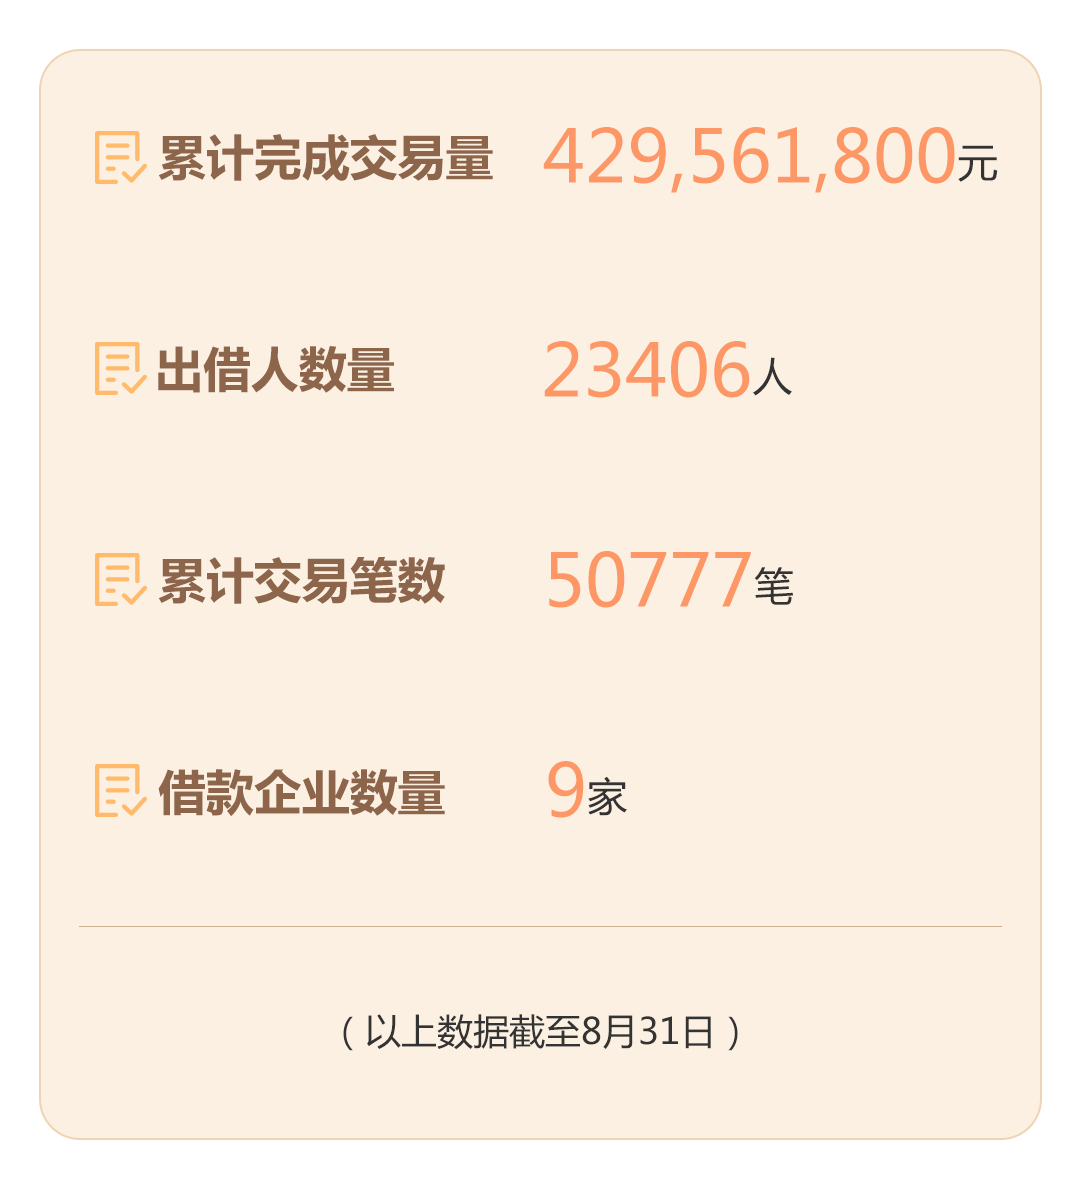 累计完成交易量 429,561,800元
出借人数量 23406人
累计交易笔数 50777笔
借款企业数量 9家
（以上数据截至8月31日）